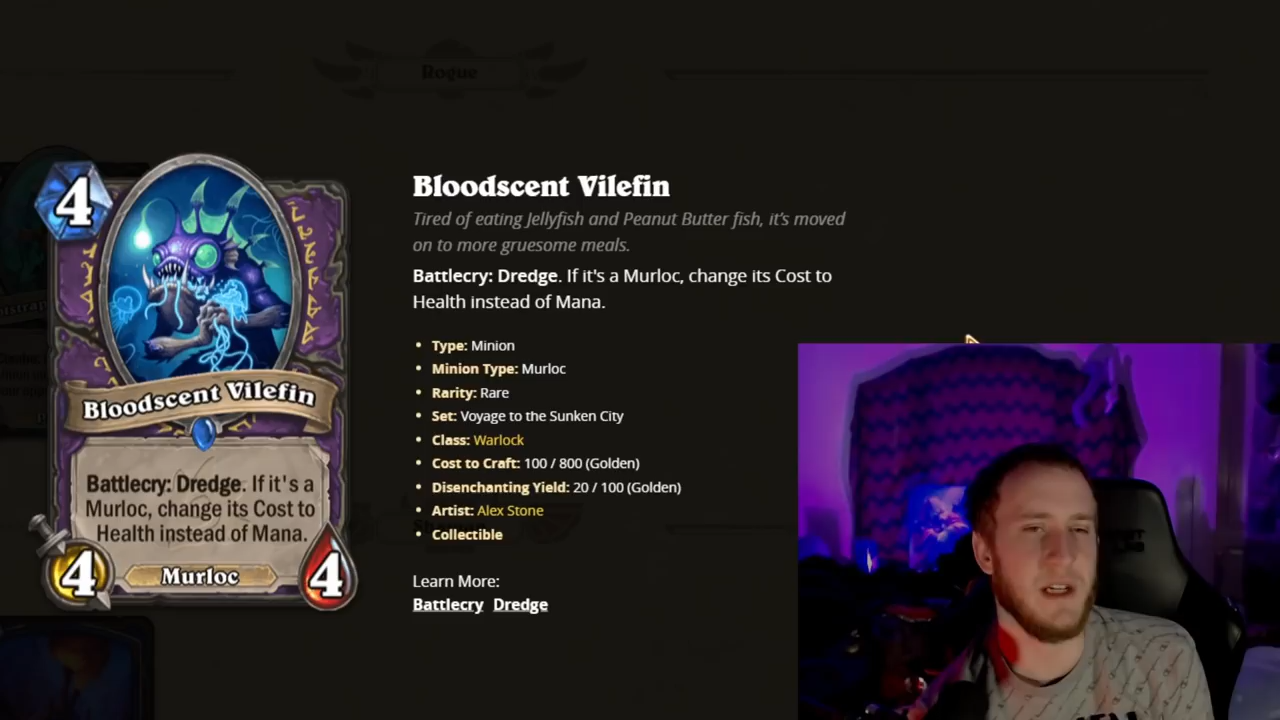 Rogue
4
Bloodscent Vilefin
Battlecry: Dredge. If it's a
Murloc, change its Cost to
Health instead of Mana.
4
Murloc
4
Bloodscent Vilefin
Tired of eating Jellyfish and Peanut Butter fish, it's moved
on to more gruesome meals.
Battlecry: Dredge. If it's a Murloc, change its Cost to
Health instead of Mana.
• Type: Minion
• Minion Type: Murloc
• Rarity: Rare
• Set: Voyage to the Sunken City
• Class: Warlock
• Cost to Craft: 100 / 800 (Golden)
• Disenchanting Yield: 20 / 100 (Golden)
• Artist: Alex Stone
• Collectible
Learn More:
Battlecry Dredge